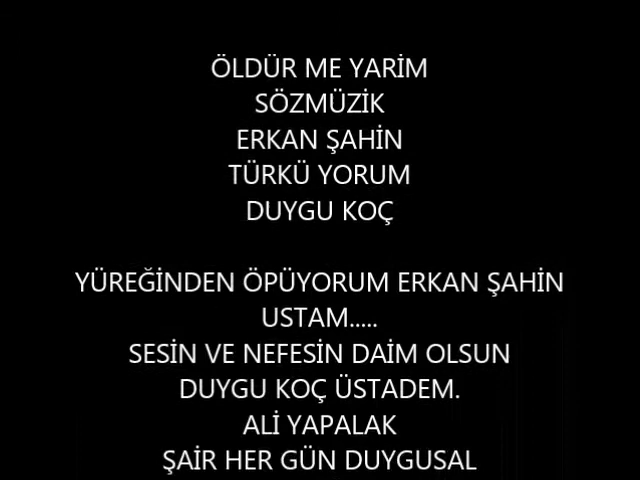 ÖLDÜR ME YARİM
SÖZMÜZİK
ERKAN ŞAHİN
TÜRKÜ YORUM
DUYGU KOÇ
YÜREĞİNDEN ÖPÜYORUM ERKAN ŞAHİN
USTAM.....
SESİN VE NEFESİN DAİM OLSUN
DUYGU KOÇ ÜSTADEM.
ALİ YAPALAK
ŞAİR HER GÜN DUYGUSAL